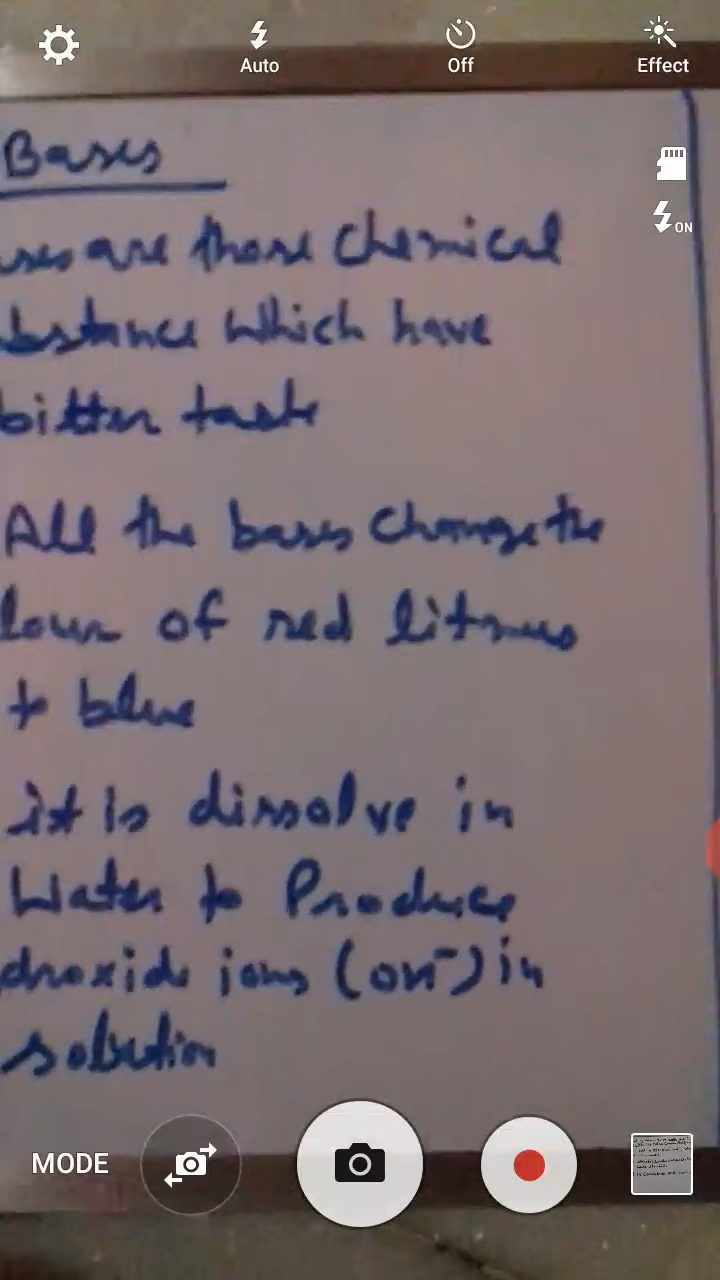 Auto
Off
Effect
ON
Bases
ses are those Chemical
bstance which have
bitter taste
All the bases Change the
lour of red litmus
to blue
it is dissolve in
Water to Produce
droxide ions (OH⁻) in
solution
MODE